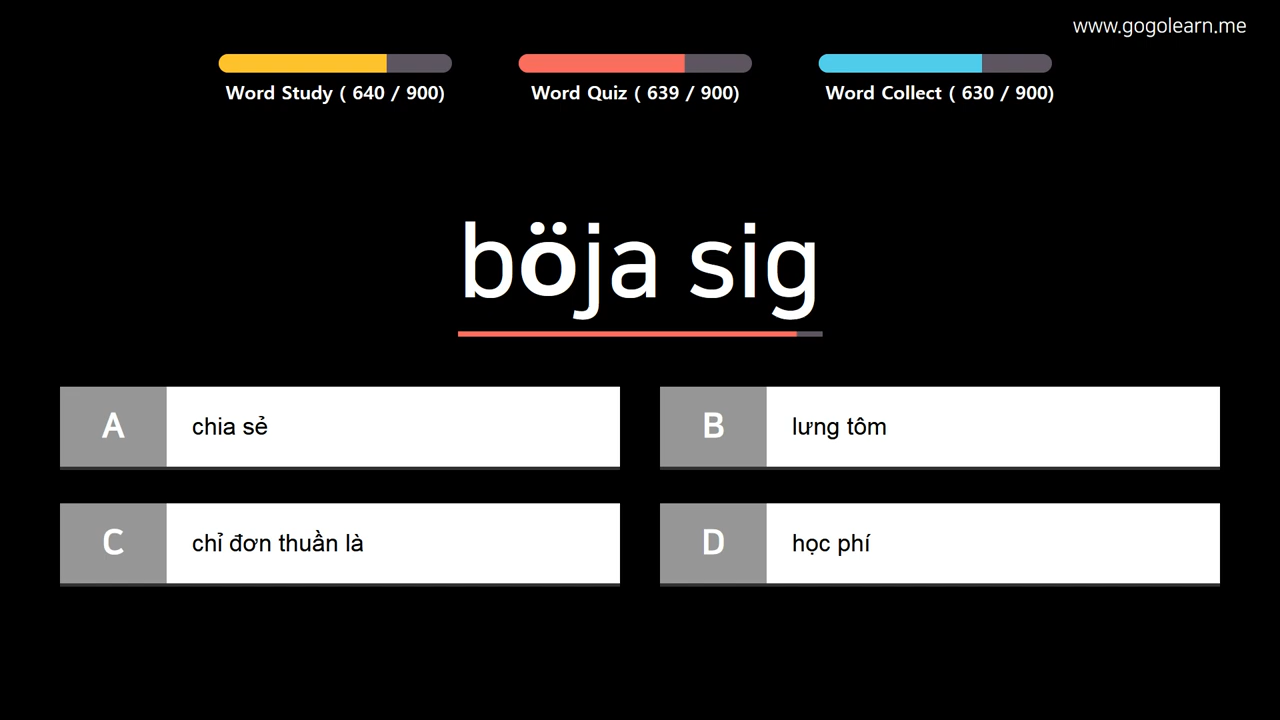 www.gogolearn.me
Word Study ( 640 / 900)
Word Quiz ( 639 / 900)
Word Collect ( 630 / 900)
böja sig
A
chia sẻ
B
lưng tôm
C
chỉ đơn thuần là
D
học phí